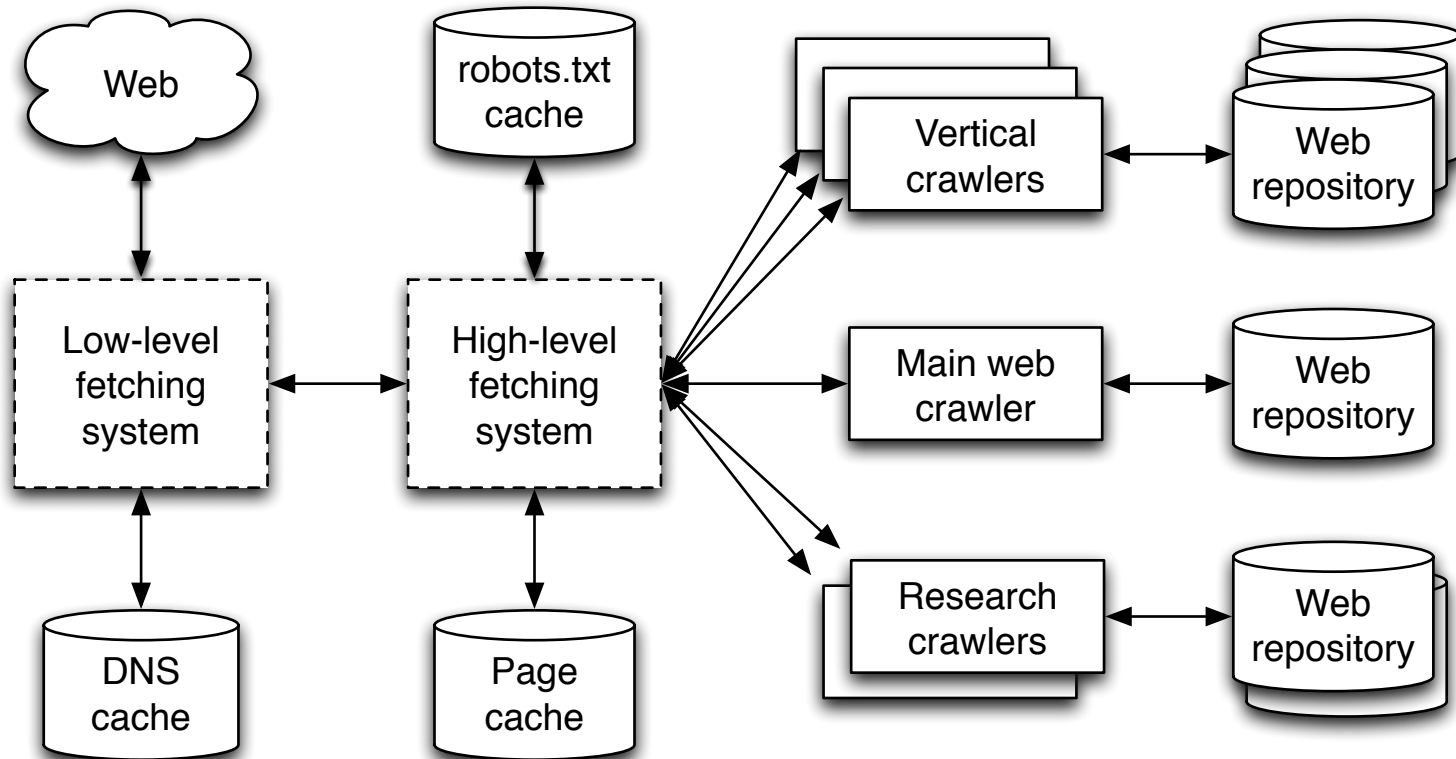 Web
robots.txt
cache
Vertical
crawlers
Web
repository
Low-level
fetching
system
High-level
fetching
system
Main web
crawler
Web
repository
DNS
cache
Page
cache
Research
crawlers
Web
repository